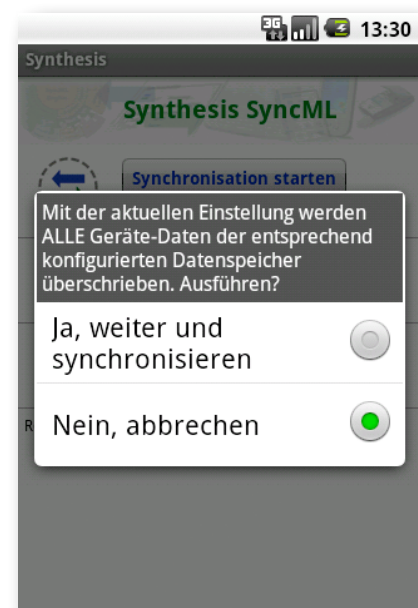 3G 13:30
Synthesis
Synthesis SyncML
Synchronisation starten
Mit der aktuellen Einstellung werden
ALLE Geräte-Daten der entsprechend
konfigurierten Datenspeicher
überschrieben. Ausführen?
Ja, weiter und
synchronisieren
Nein, abbrechen
R